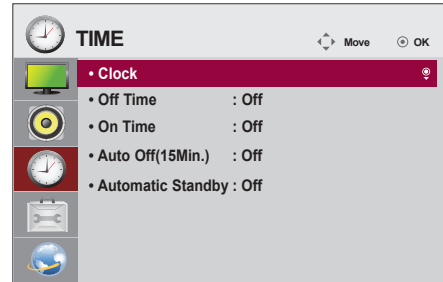 TIME Move OK
• Clock
• Off Time : Off
• On Time : Off
• Auto Off(15Min.) : Off
• Automatic Standby : Off